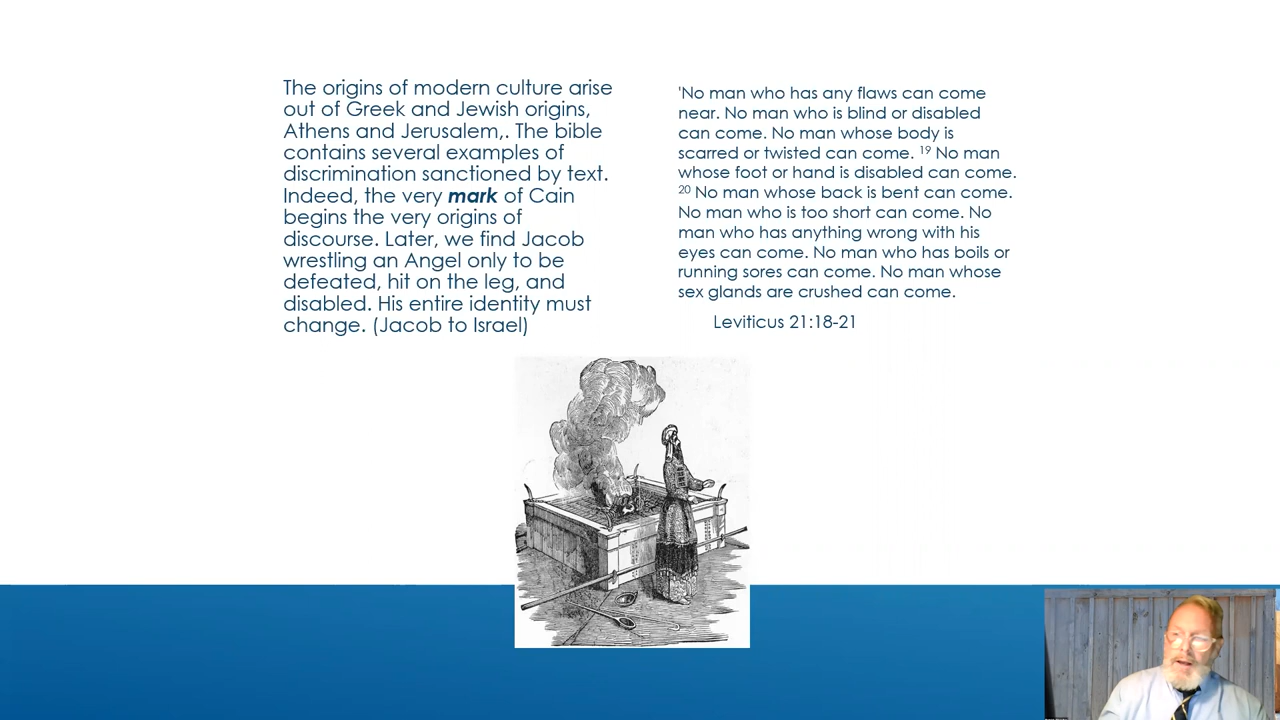 The origins of modern culture arise
out of Greek and Jewish origins,
Athens and Jerusalem,. The bible
contains several examples of
discrimination sanctioned by text.
Indeed, the very mark of Cain
begins the very origins of
discourse. Later, we find Jacob
wrestling an Angel only to be
defeated, hit on the leg, and
disabled. His entire identity must
change. (Jacob to Israel)
'No man who has any flaws can come
near. No man who is blind or disabled
can come. No man whose body is
scarred or twisted can come. 19 No man
whose foot or hand is disabled can come.
20 No man whose back is bent can come.
No man who is too short can come. No
man who has anything wrong with his
eyes can come. No man who has boils or
running sores can come. No man whose
sex glands are crushed can come.
Leviticus 21:18-21